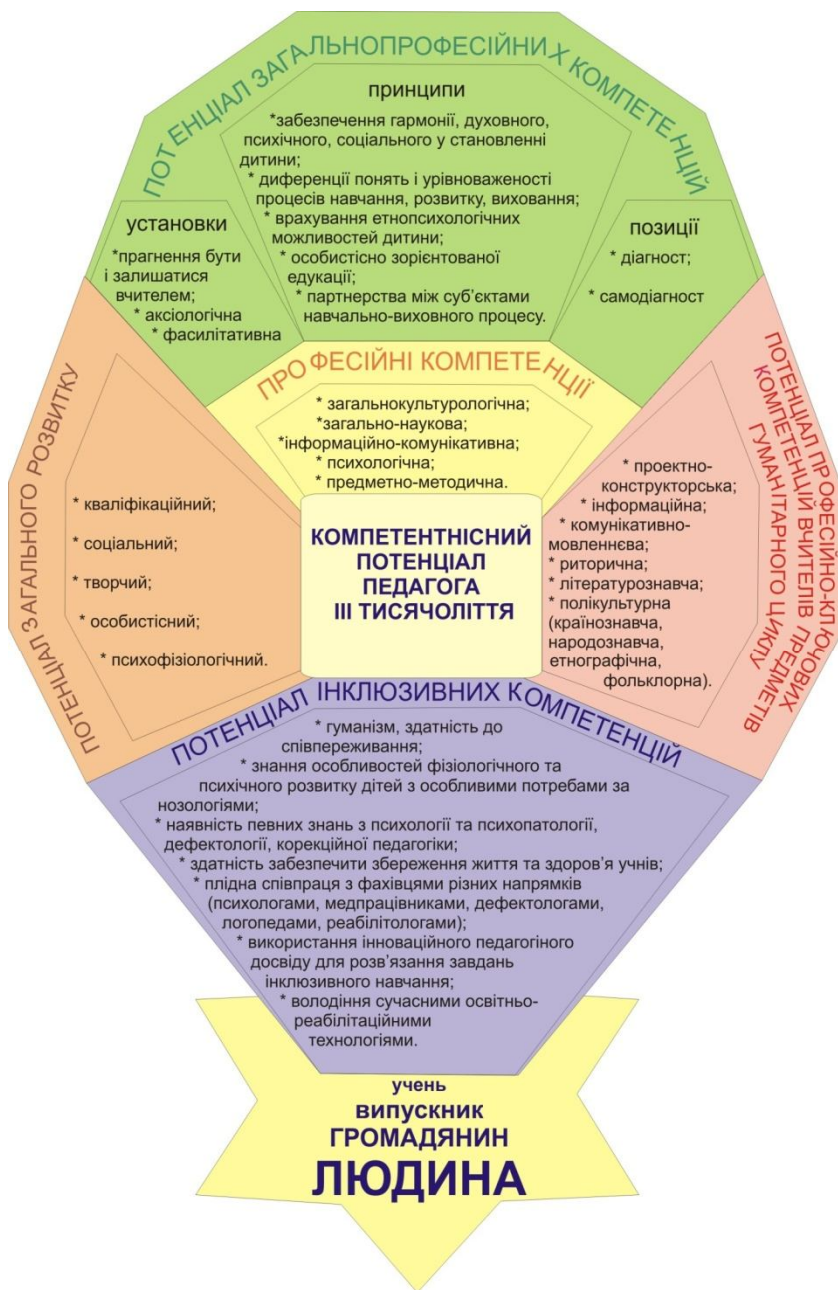 ПОТЕНЦІАЛ ЗАГАЛЬНОПРОФЕСІЙНИХ КОМПЕТЕНЦІЙ
принципи
*забезпечення гармонії, духовного,
психічного, соціального у становленні
дитини;
* диференції понять і урівноваженості
процесів навчання, розвитку, виховання;
* врахування етнопсихологічних
можливостей дитини;
* особистісно зорієнтованої
едукації;
* партнерства між суб’єктами
навчально-виховного процесу.
установки
*прагнення бути
і залишатися
вчителем;
* аксіологічна
* фасилітативна
позиції
* діагност;
* самодіагност
ПРОФЕСІЙНІ КОМПЕТЕНЦІЇ
* загальнокультурологічна;
*загально-наукова;
*інформаційно-комунікативна;
* психологічна;
* предметно-методична.
ПОТЕНЦІАЛ ЗАГАЛЬНОГО РОЗВИТКУ
* кваліфікаційний;
* соціальний;
* творчий;
* особистісний;
* психофізіологічний.
КОМПЕТЕНТНІСНИЙ
ПОТЕНЦІАЛ
ПЕДАГОГА
ІІІ ТИСЯЧОЛІТТЯ
ПОТЕНЦІАЛ ПРОФЕСІЙНО-КЛЮЧОВИХ
КОМПЕТЕНЦІЙ ВЧИТЕЛІВ ПРЕДМЕТІВ
ГУМАНІТАРНОГО ЦИКЛУ
* проектно-
конструкторська;
* інформаційна;
* комунікативно-
мовленнєва;
* риторична;
* літературознавча;
* полікультурна
(країнознавча,
народознавча,
етнографічна,
фольклорна).
ПОТЕНЦІАЛ ІНКЛЮЗИВНИХ КОМПЕТЕНЦІЙ
* гуманізм, здатність до
співпереживання;
* знання особливостей фізіологічного та
психічного розвитку дітей з особливими потребами за
нозологіями;
* наявність певних знань з психології та психопатології,
дефектології, корекційної педагогіки;
* здатність забезпечити збереження життя та здоров’я учнів;
* плідна співпраця з фахівцями різних напрямків
(психологами, медпрацівниками, дефектологами,
логопедами, реабілітологами);
* використання інноваційного педагогіного
досвіду для розв’язання завдань
інклюзивного навчання;
* володіння сучасними освітньо-
реабілітаційними
технологіями.
учень
випускник
ГРОМАДЯНИН
ЛЮДИНА